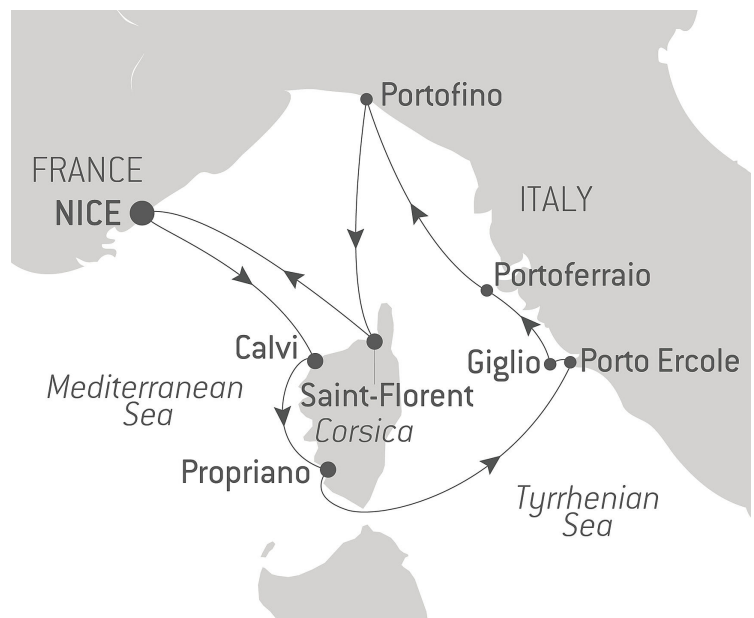 Portofino
FRANCE
NICE
ITALY
Portoferraio
Calvi
Giglio
Porto Ercole
Mediterranean
Sea
Saint-Florent
Corsica
Propriano
Tyrrhenian
Sea